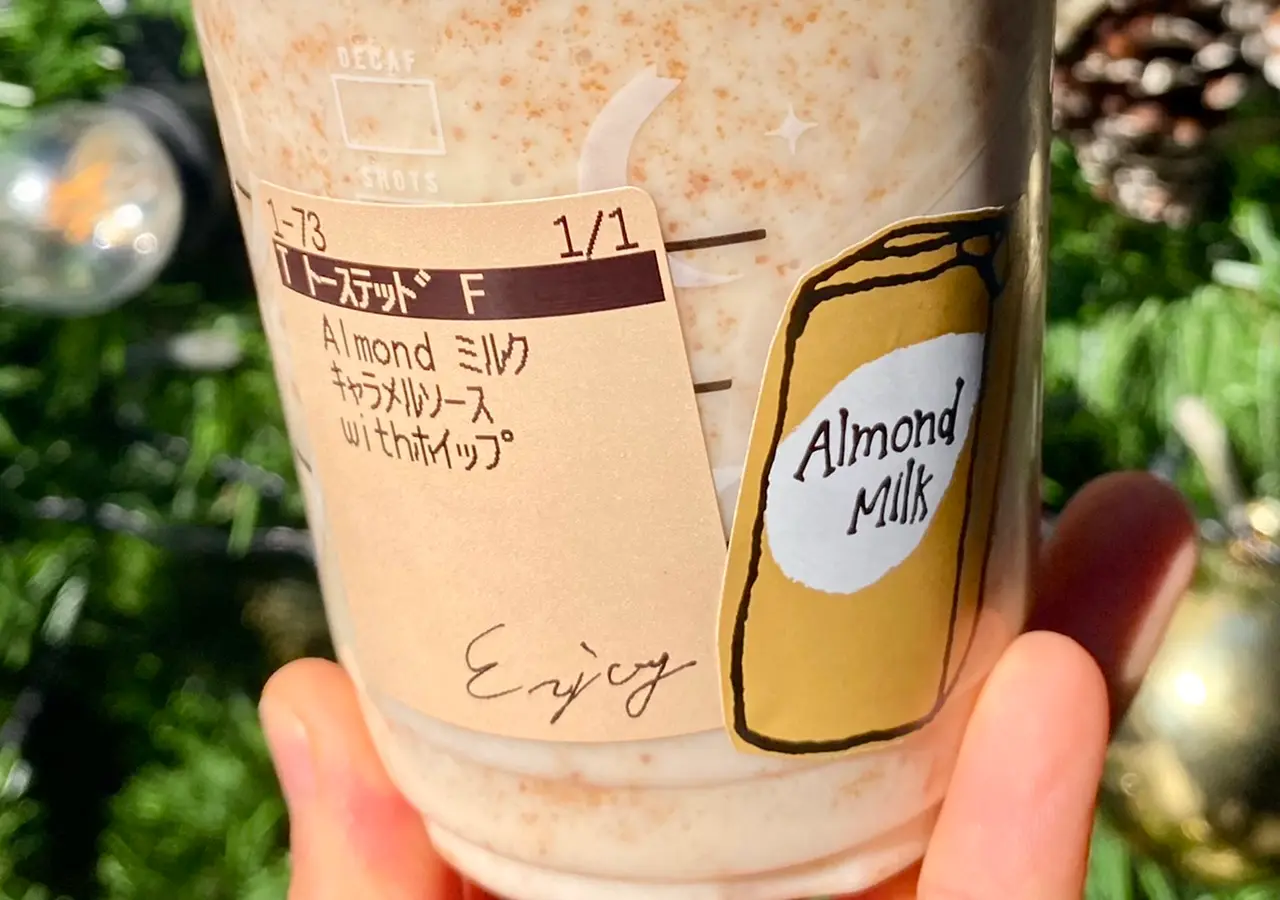 DECAF
SHOTS
1-73 1/1
T トーステッド F
Almond ミルク
キャラメルソース
withホイップ
Enjoy
Almond
Milk